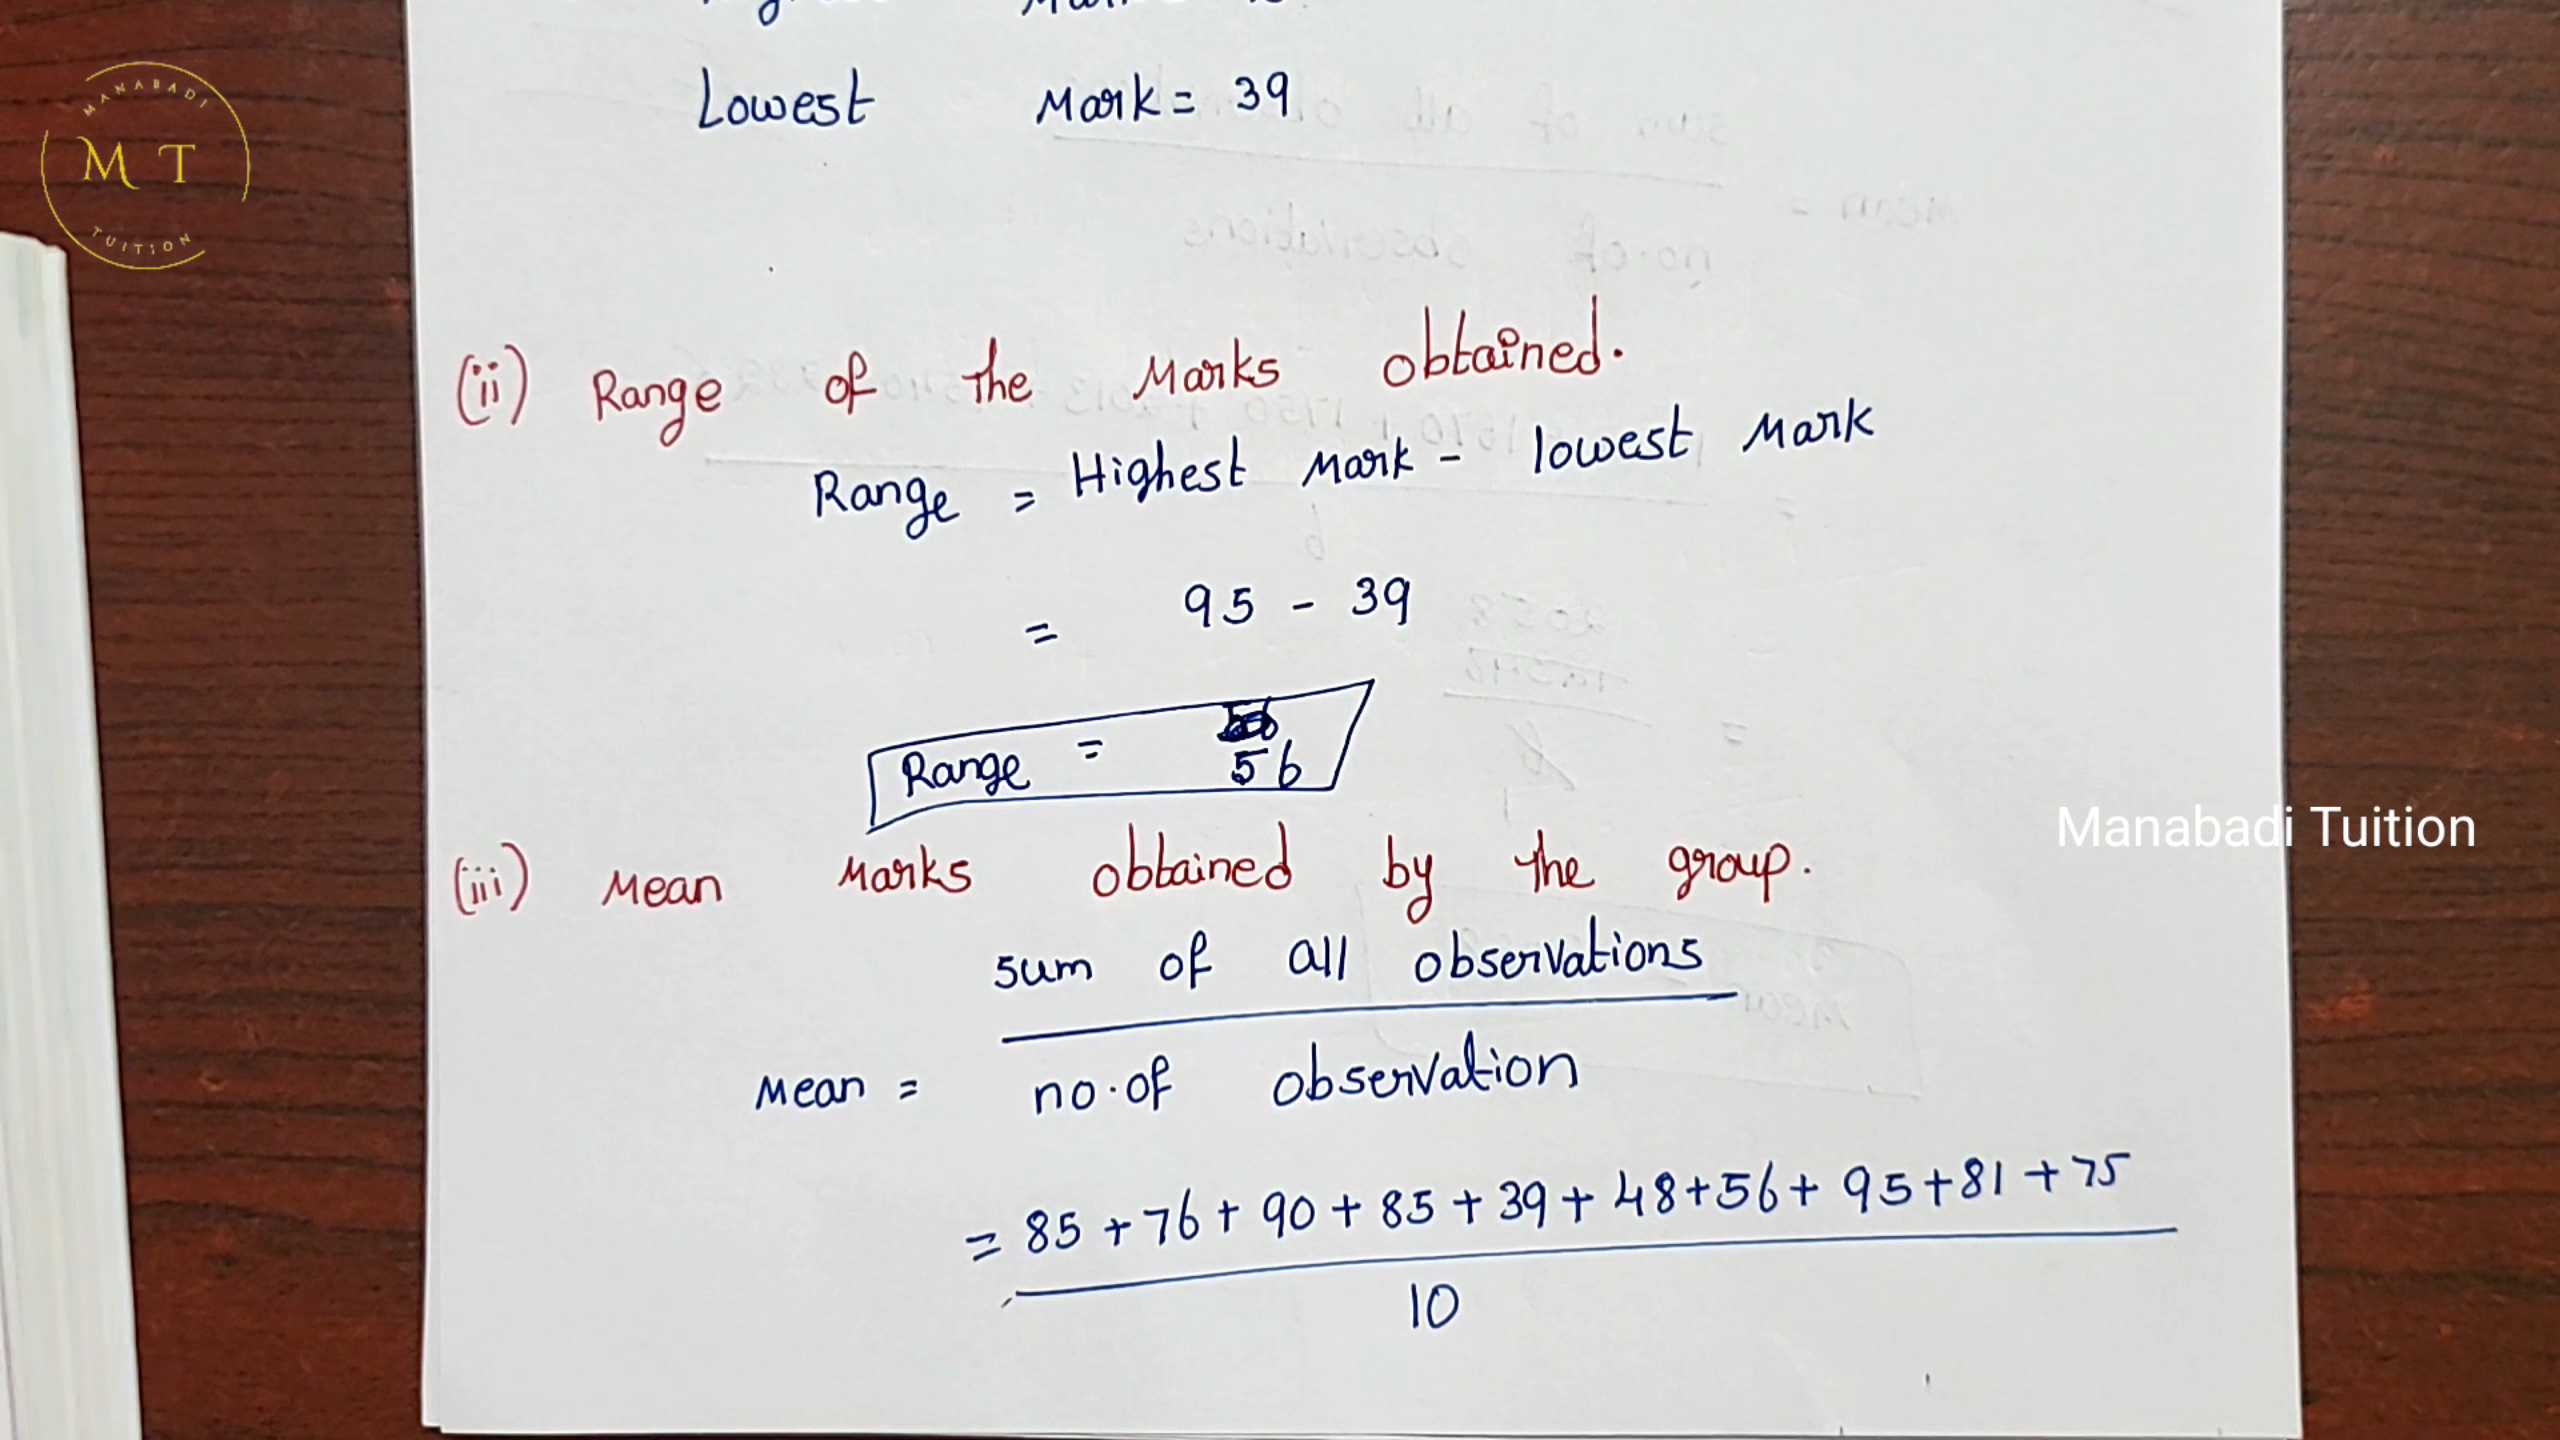 MANABADI
M T
TUITION
Lowest Mark = 39
(ii) Range of the Marks obtained.
Range = Highest Mark - lowest Mark
= 95 - 39
Range = 56
(iii) Mean Marks obtained by the group.
sum of all observations
Mean = no.of observation
= 85 + 76 + 90 + 85 + 39 + 48 + 56 + 95 + 81 + 75
10
Manabadi Tuition